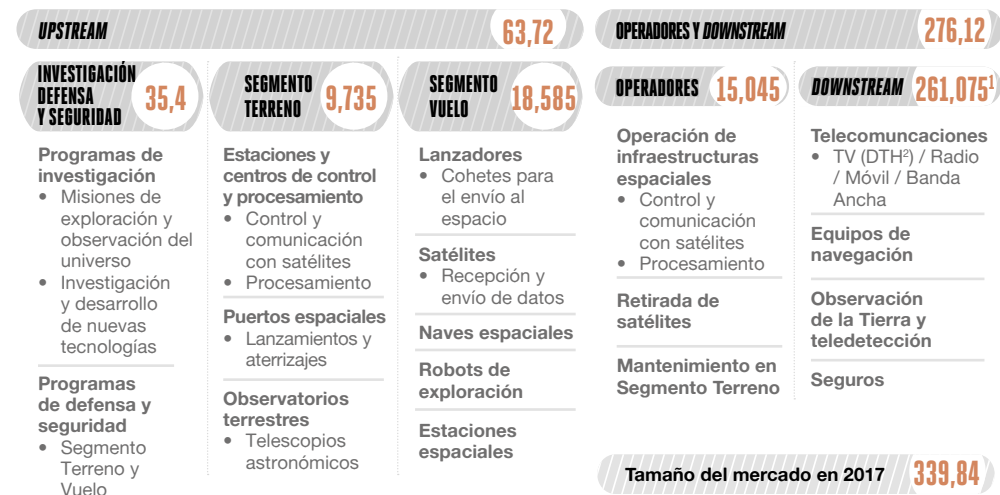 UPSTREAM 63,72
INVESTIGACIÓN
DEFENSA
Y SEGURIDAD
35,4
Programas de
investigación
• Misiones de
exploración y
observación del
universo
• Investigación
y desarrollo
de nuevas
tecnologías
Programas
de defensa y
seguridad
• Segmento
Terreno y
Vuelo
SEGMENTO
TERRENO
9,735
Estaciones y
centros de control
y procesamiento
• Control y
comunicación
con satélites
• Procesamiento
Puertos espaciales
• Lanzamientos y
aterrizajes
Observatorios
terrestres
• Telescopios
astronómicos
SEGMENTO
VUELO
18,585
Lanzadores
• Cohetes para
el envío al
espacio
Satélites
• Recepción y
envío de datos
Naves espaciales
Robots de
exploración
Estaciones
espaciales
OPERADORES Y DOWNSTREAM 276,12
OPERADORES 15,045
Operación de
infraestructuras
espaciales
• Control y
comunicación
con satélites
• Procesamiento
Retirada de
satélites
Mantenimiento en
Segmento Terreno
DOWNSTREAM 261,075¹⁾
Telecomuncaciones
• TV (DTH²) / Radio
/ Móvil / Banda
Ancha
Equipos de
navegación
Observación
de la Tierra y
teledetección
Seguros
Tamaño del mercado en 2017 339,84